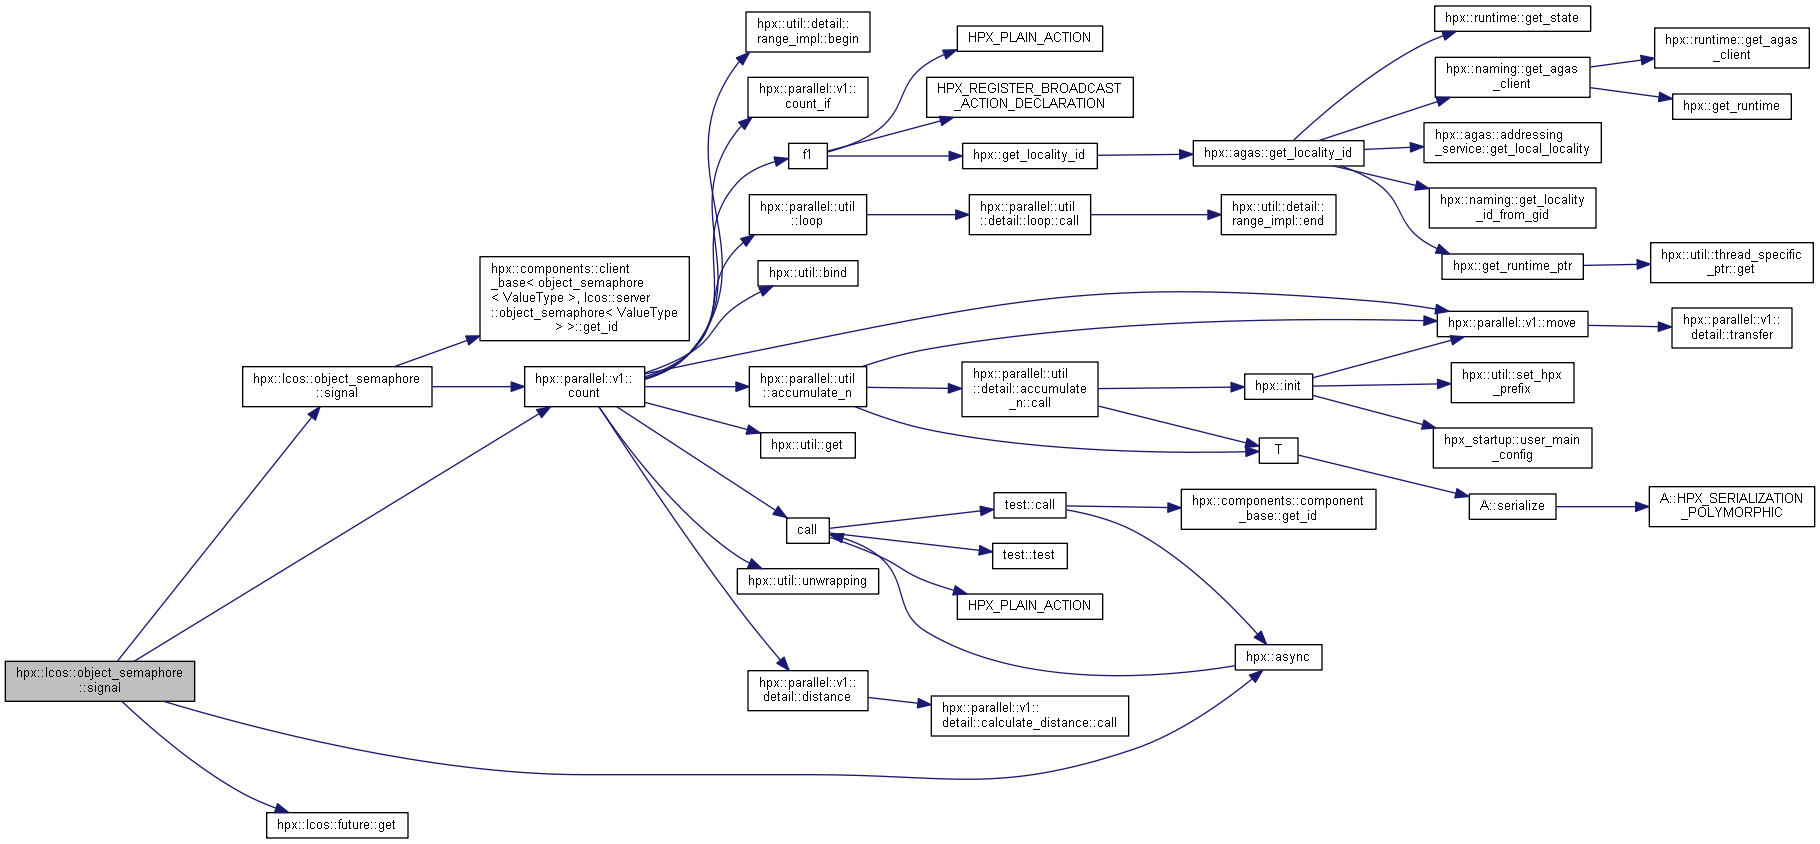 hpx::util::detail::
range_impl::begin
hpx::parallel::v1::
count_if
f1
hpx::parallel::util
::loop
hpx::util::bind
HPX_PLAIN_ACTION
HPX_REGISTER_BROADCAST
_ACTION_DECLARATION
hpx::get_locality_id
hpx::parallel::util
::detail::loop::call
hpx::util::detail::
range_impl::end
hpx::agas::get_locality_id
hpx::runtime::get_state
hpx::naming::get_agas
_client
hpx::runtime::get_agas
_client
hpx::get_runtime
hpx::agas::addressing
_service::get_local_locality
hpx::naming::get_locality
_id_from_gid
hpx::get_runtime_ptr
hpx::util::thread_specific
_ptr::get
hpx::components::client
_base< object_semaphore
< ValueType >, lcos::server
::object_semaphore< ValueType
> >::get_id
hpx::lcos::object_semaphore
::signal
hpx::parallel::v1::
count
hpx::parallel::util
::accumulate_n
hpx::util::get
hpx::parallel::util
::detail::accumulate
_n::call
hpx::init
T
hpx::parallel::v1::move
hpx::parallel::v1::
detail::transfer
hpx::util::set_hpx
_prefix
hpx_startup::user_main
_config
A::serialize
A::HPX_SERIALIZATION
_POLYMORPHIC
call
test::call
hpx::components::component
_base::get_id
test::test
HPX_PLAIN_ACTION
hpx::util::unwrapping
hpx::async
hpx::parallel::v1::
detail::distance
hpx::parallel::v1::
detail::calculate_distance::call
hpx::lcos::object_semaphore
::signal
hpx::lcos::future::get